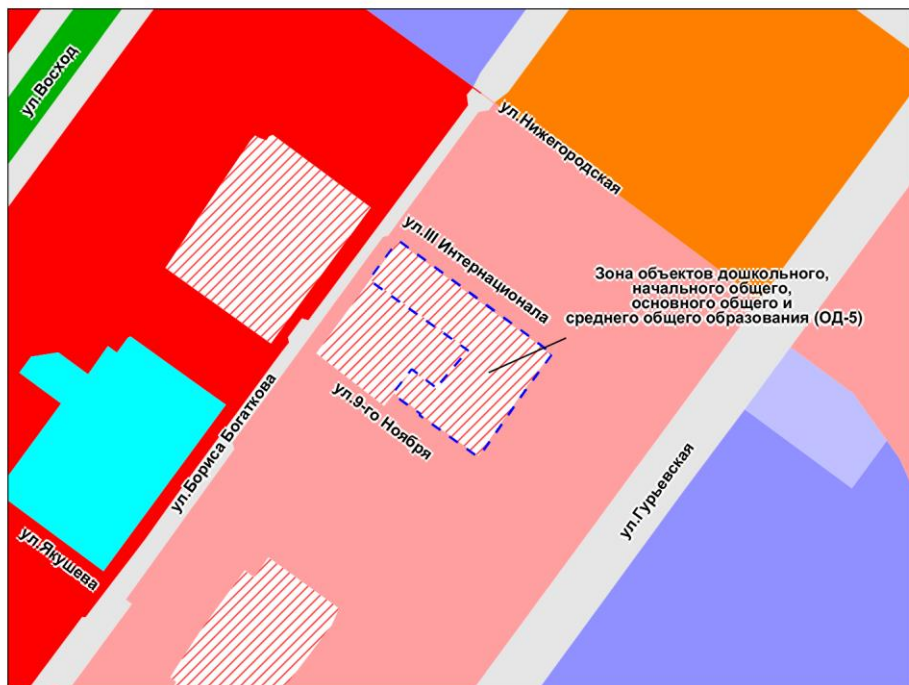 ул.Восход
ул.Нижегородская
ул.III Интернационала
Зона объектов дошкольного,
начального общего,
основного общего и
среднего общего образования (ОД-5)
ул.Бориса Богаткова
ул.9-го Ноября
ул.Гурьевская
ул.Якушева